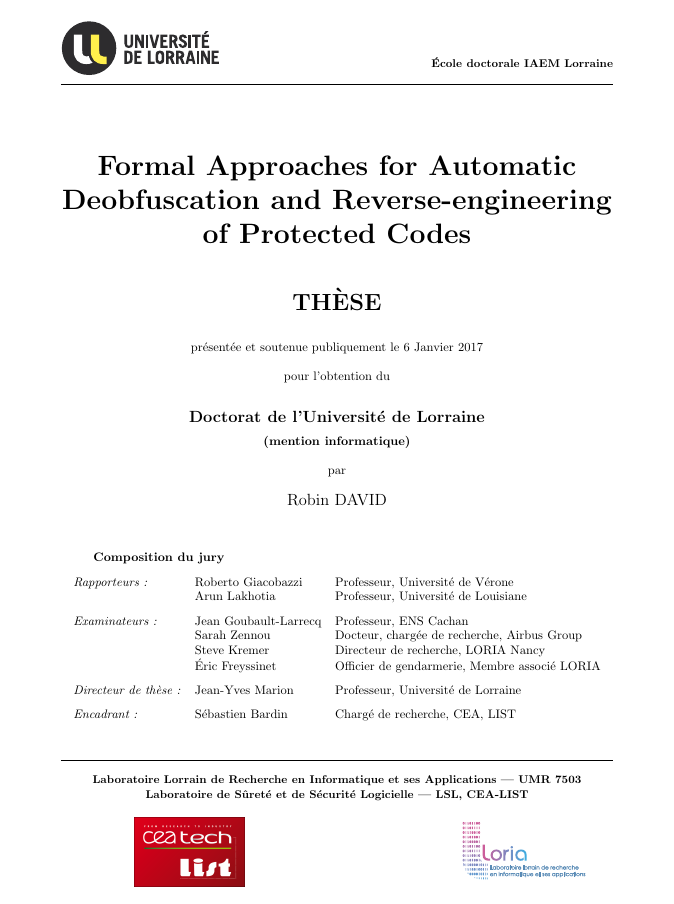 UNIVERSITÉ
DE LORRAINE
École doctorale IAEM Lorraine
Formal Approaches for Automatic
Deobfuscation and Reverse-engineering
of Protected Codes
THÈSE
présentée et soutenue publiquement le 6 Janvier 2017
pour l'obtention du
Doctorat de l'Université de Lorraine
(mention informatique)
par
Robin DAVID
Composition du jury
Rapporteurs : Roberto Giacobazzi Professeur, Université de Vérone
Arun Lakhotia Professeur, Université de Louisiane
Examinateurs : Jean Goubault-Larrecq Professeur, ENS Cachan
Sarah Zennou Docteur, chargée de recherche, Airbus Group
Steve Kremer Directeur de recherche, LORIA Nancy
Éric Freyssinet Officier de gendarmerie, Membre associé LORIA
Directeur de thèse : Jean-Yves Marion Professeur, Université de Lorraine
Encadrant : Sébastien Bardin Chargé de recherche, CEA, LIST
Laboratoire Lorrain de Recherche en Informatique et ses Applications — UMR 7503
Laboratoire de Sûreté et de Sécurité Logicielle — LSL, CEA-LIST
FROM RESEARCH TO INDUSTRY
cea tech
list
Loria
Laboratoire lorrain de recherche
en informatique et ses applications